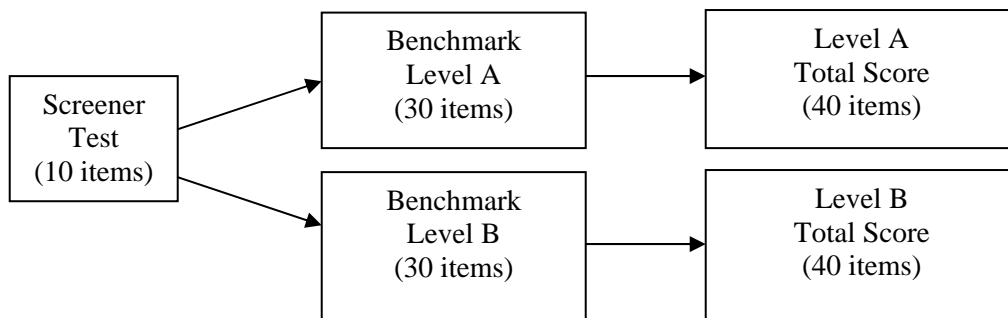 Screener
Test
(10 items)
Benchmark
Level A
(30 items)
Level A
Total Score
(40 items)
Benchmark
Level B
(30 items)
Level B
Total Score
(40 items)